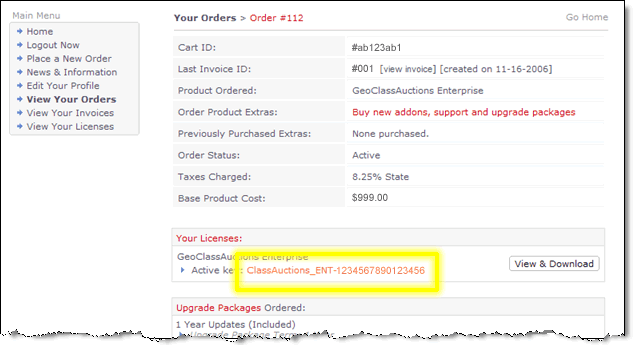 Main Menu
Home
Logout Now
Place a New Order
News & Information
Edit Your Profile
View Your Orders
View Your Invoices
View Your Licenses
Your Orders > Order #112
Go Home
Cart ID: #ab123ab1
Last Invoice ID: #001 [view invoice] [created on 11-16-2006]
Product Ordered: GeoClassAuctions Enterprise
Order Product Extras: Buy new addons, support and upgrade packages
Previously Purchased Extras: None purchased.
Order Status: Active
Taxes Charged: 8.25% State
Base Product Cost: $999.00
Your Licenses:
GeoClassAuctions Enterprise
Active key: ClassAuctions_ENT-1234567890123456
View & Download
Upgrade Packages Ordered:
1 Year Updates (Included)
Upgrade Package Term